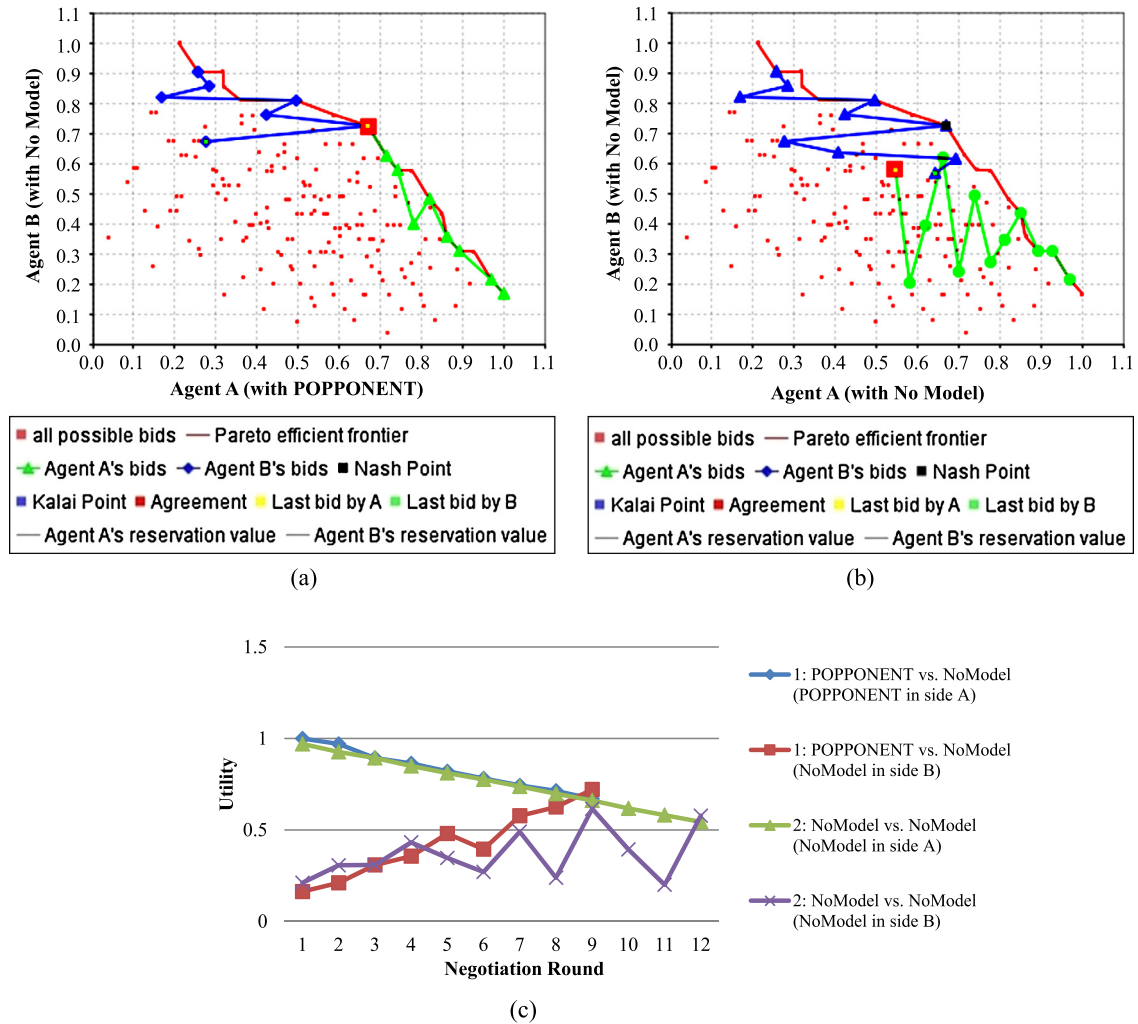 1.0
0.9
0.8
0.7
0.6
0.5
0.4
0.3
0.2
0.1
0.0
Agent B (with No Model)
0.0 0.1 0.2 0.3 0.4 0.5 0.6 0.7 0.8 0.9 1.0 1.1
Agent A (with POPPONENT)
all possible bids Pareto efficient frontier
Agent A's bids Agent B's bids Nash Point
Kalai Point Agreement Last bid by A Last bid by B
Agent A's reservation value Agent B's reservation value
(a)
1.0
0.9
0.8
0.7
0.6
0.5
0.4
0.3
0.2
0.1
0.0
Agent B (with No Model)
0.0 0.1 0.2 0.3 0.4 0.5 0.6 0.7 0.8 0.9 1.0 1.1
Agent A (with No Model)
all possible bids Pareto efficient frontier
Agent A's bids Agent B's bids Nash Point
Kalai Point Agreement Last bid by A Last bid by B
Agent A's reservation value Agent B's reservation value
(b)
1.5
1
0.5
0
Utility
1 2 3 4 5 6 7 8 9 10 11 12
Negotiation Round
1: POPPONENT vs. NoModel
(POPPONENT in side A)
1: POPPONENT vs. NoModel
(NoModel in side B)
2: NoModel vs. NoModel
(NoModel in side A)
2: NoModel vs. NoModel
(NoModel in side B)
(c)